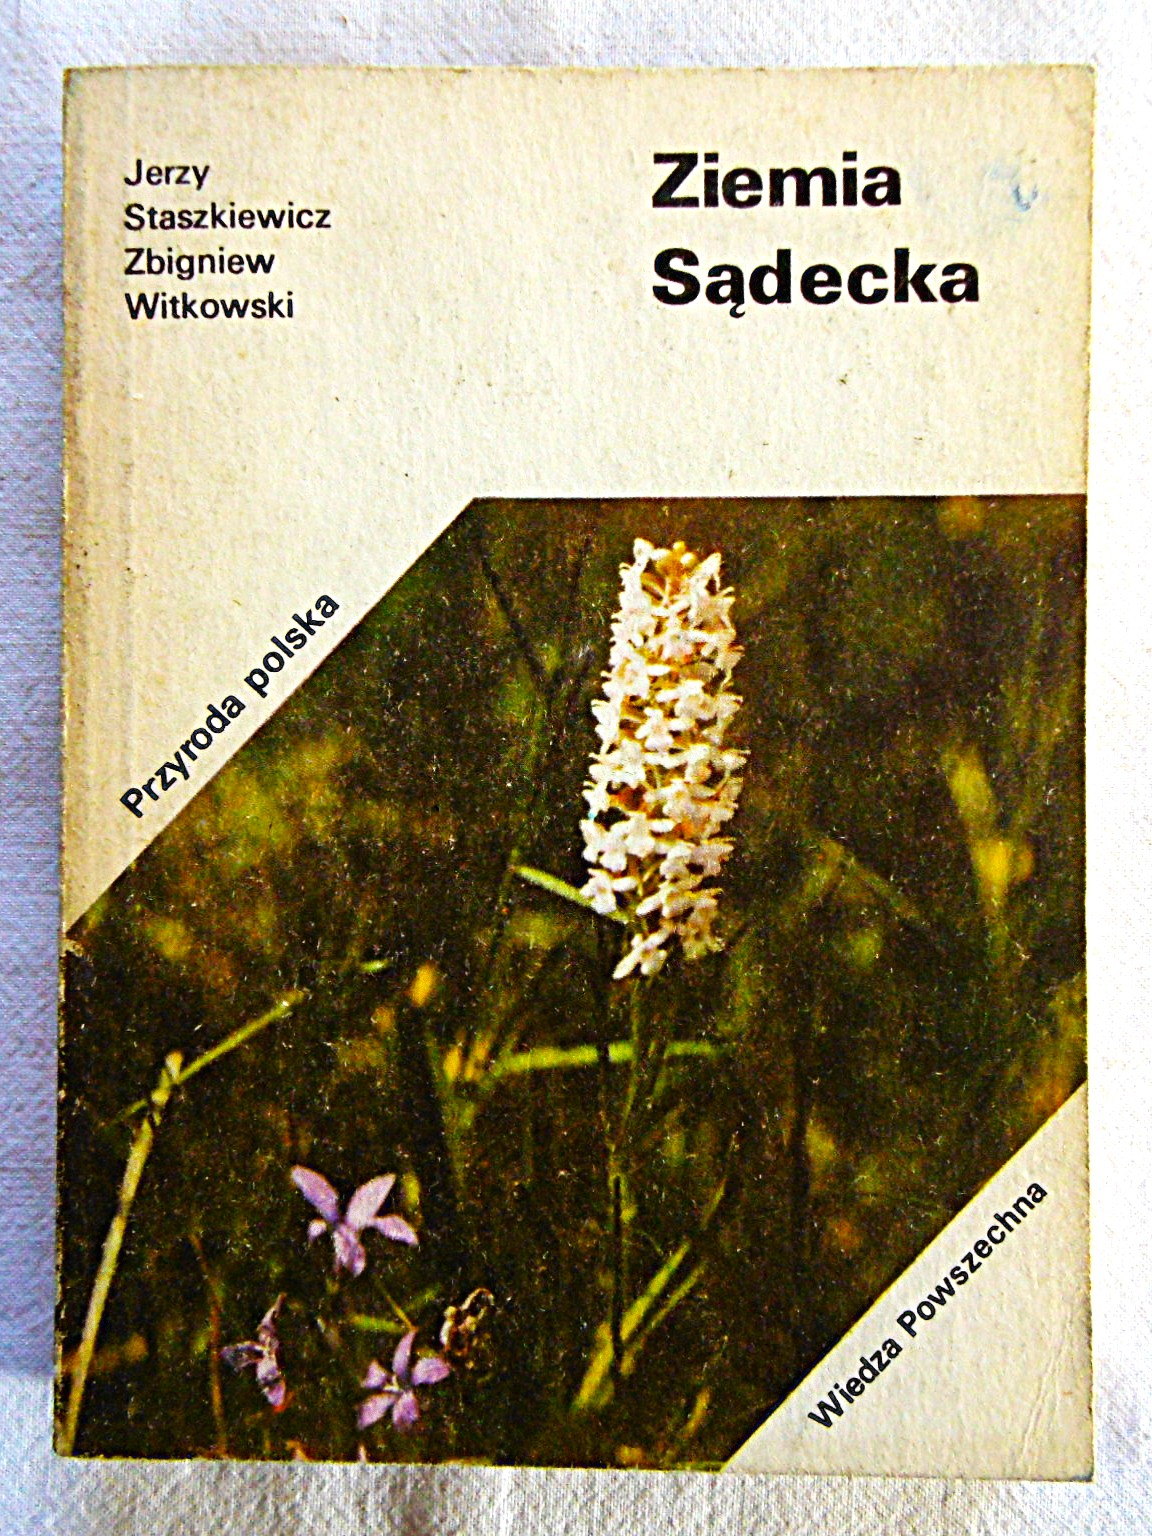 Jerzy
Staszkiewicz
Zbigniew
Witkowski
Ziemia
Sądecka
Przyroda polska
Wiedza Powszechna